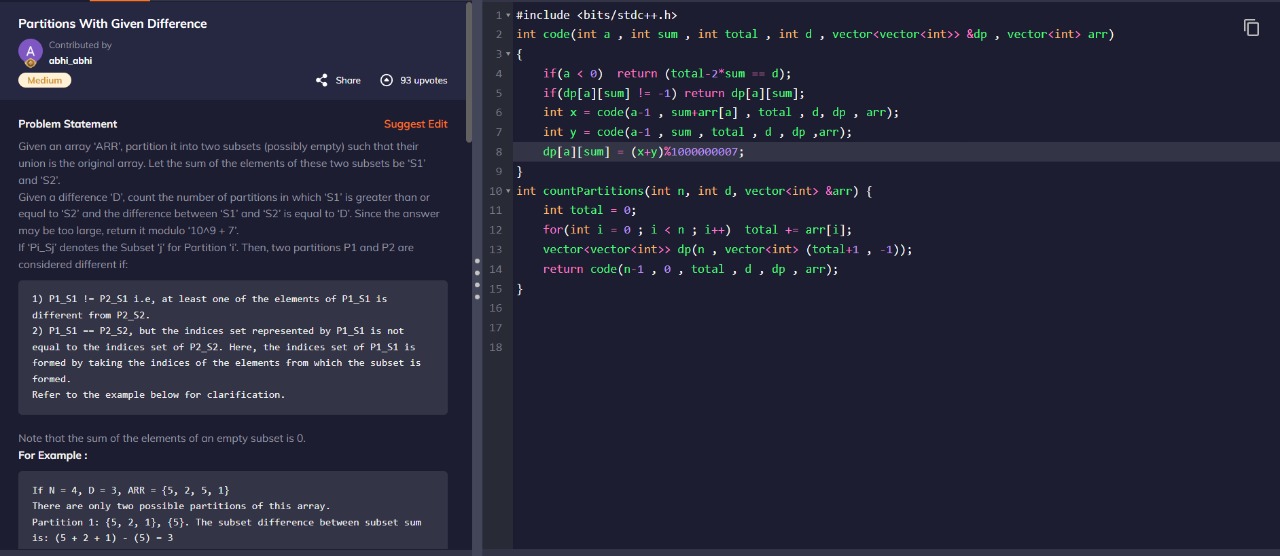 Partitions With Given Difference
A
Contributed by
abhi_abhi
Medium
Share
93 upvotes
Problem Statement
Suggest Edit
Given an array 'ARR', partition it into two subsets (possibly empty) such that their
union is the original array. Let the sum of the elements of these two subsets be 'S1'
and 'S2'.
Given a difference 'D', count the number of partitions in which 'S1' is greater than or
equal to 'S2' and the difference between 'S1' and 'S2' is equal to 'D'. Since the answer
may be too large, return it modulo '10^9 + 7'.
If 'Pi_Sj' denotes the Subset 'j' for Partition 'i'. Then, two partitions P1 and P2 are
considered different if:
1) P1_S1 != P2_S1 i.e, at least one of the elements of P1_S1 is
different from P2_S2.
2) P1_S1 == P2_S2, but the indices set represented by P1_S1 is not
equal to the indices set of P2_S2. Here, the indices set of P1_S1 is
formed by taking the indices of the elements from which the subset is
formed.
Refer to the example below for clarification.
Note that the sum of the elements of an empty subset is 0.
For Example :
If N = 4, D = 3, ARR = {5, 2, 5, 1}
There are only two possible partitions of this array.
Partition 1: {5, 2, 1}, {5}. The subset difference between subset sum
is: (5 + 2 + 1) - (5) = 3
1 #include <bits/stdc++.h>
2 int code(int a , int sum , int total , int d , vector<vector<int>> &dp , vector<int> arr)
3 {
4 if(a < 0) return (total-2*sum == d);
5 if(dp[a][sum] != -1) return dp[a][sum];
6 int x = code(a-1 , sum+arr[a] , total , d, dp , arr);
7 int y = code(a-1 , sum , total , d , dp ,arr);
8 dp[a][sum] = (x+y)%1000000007;
9 }
10 int countPartitions(int n, int d, vector<int> &arr) {
11 int total = 0;
12 for(int i = 0 ; i < n ; i++) total += arr[i];
13 vector<vector<int>> dp(n , vector<int> (total+1 , -1));
14 return code(n-1 , 0 , total , d , dp , arr);
15 }
16
17
18